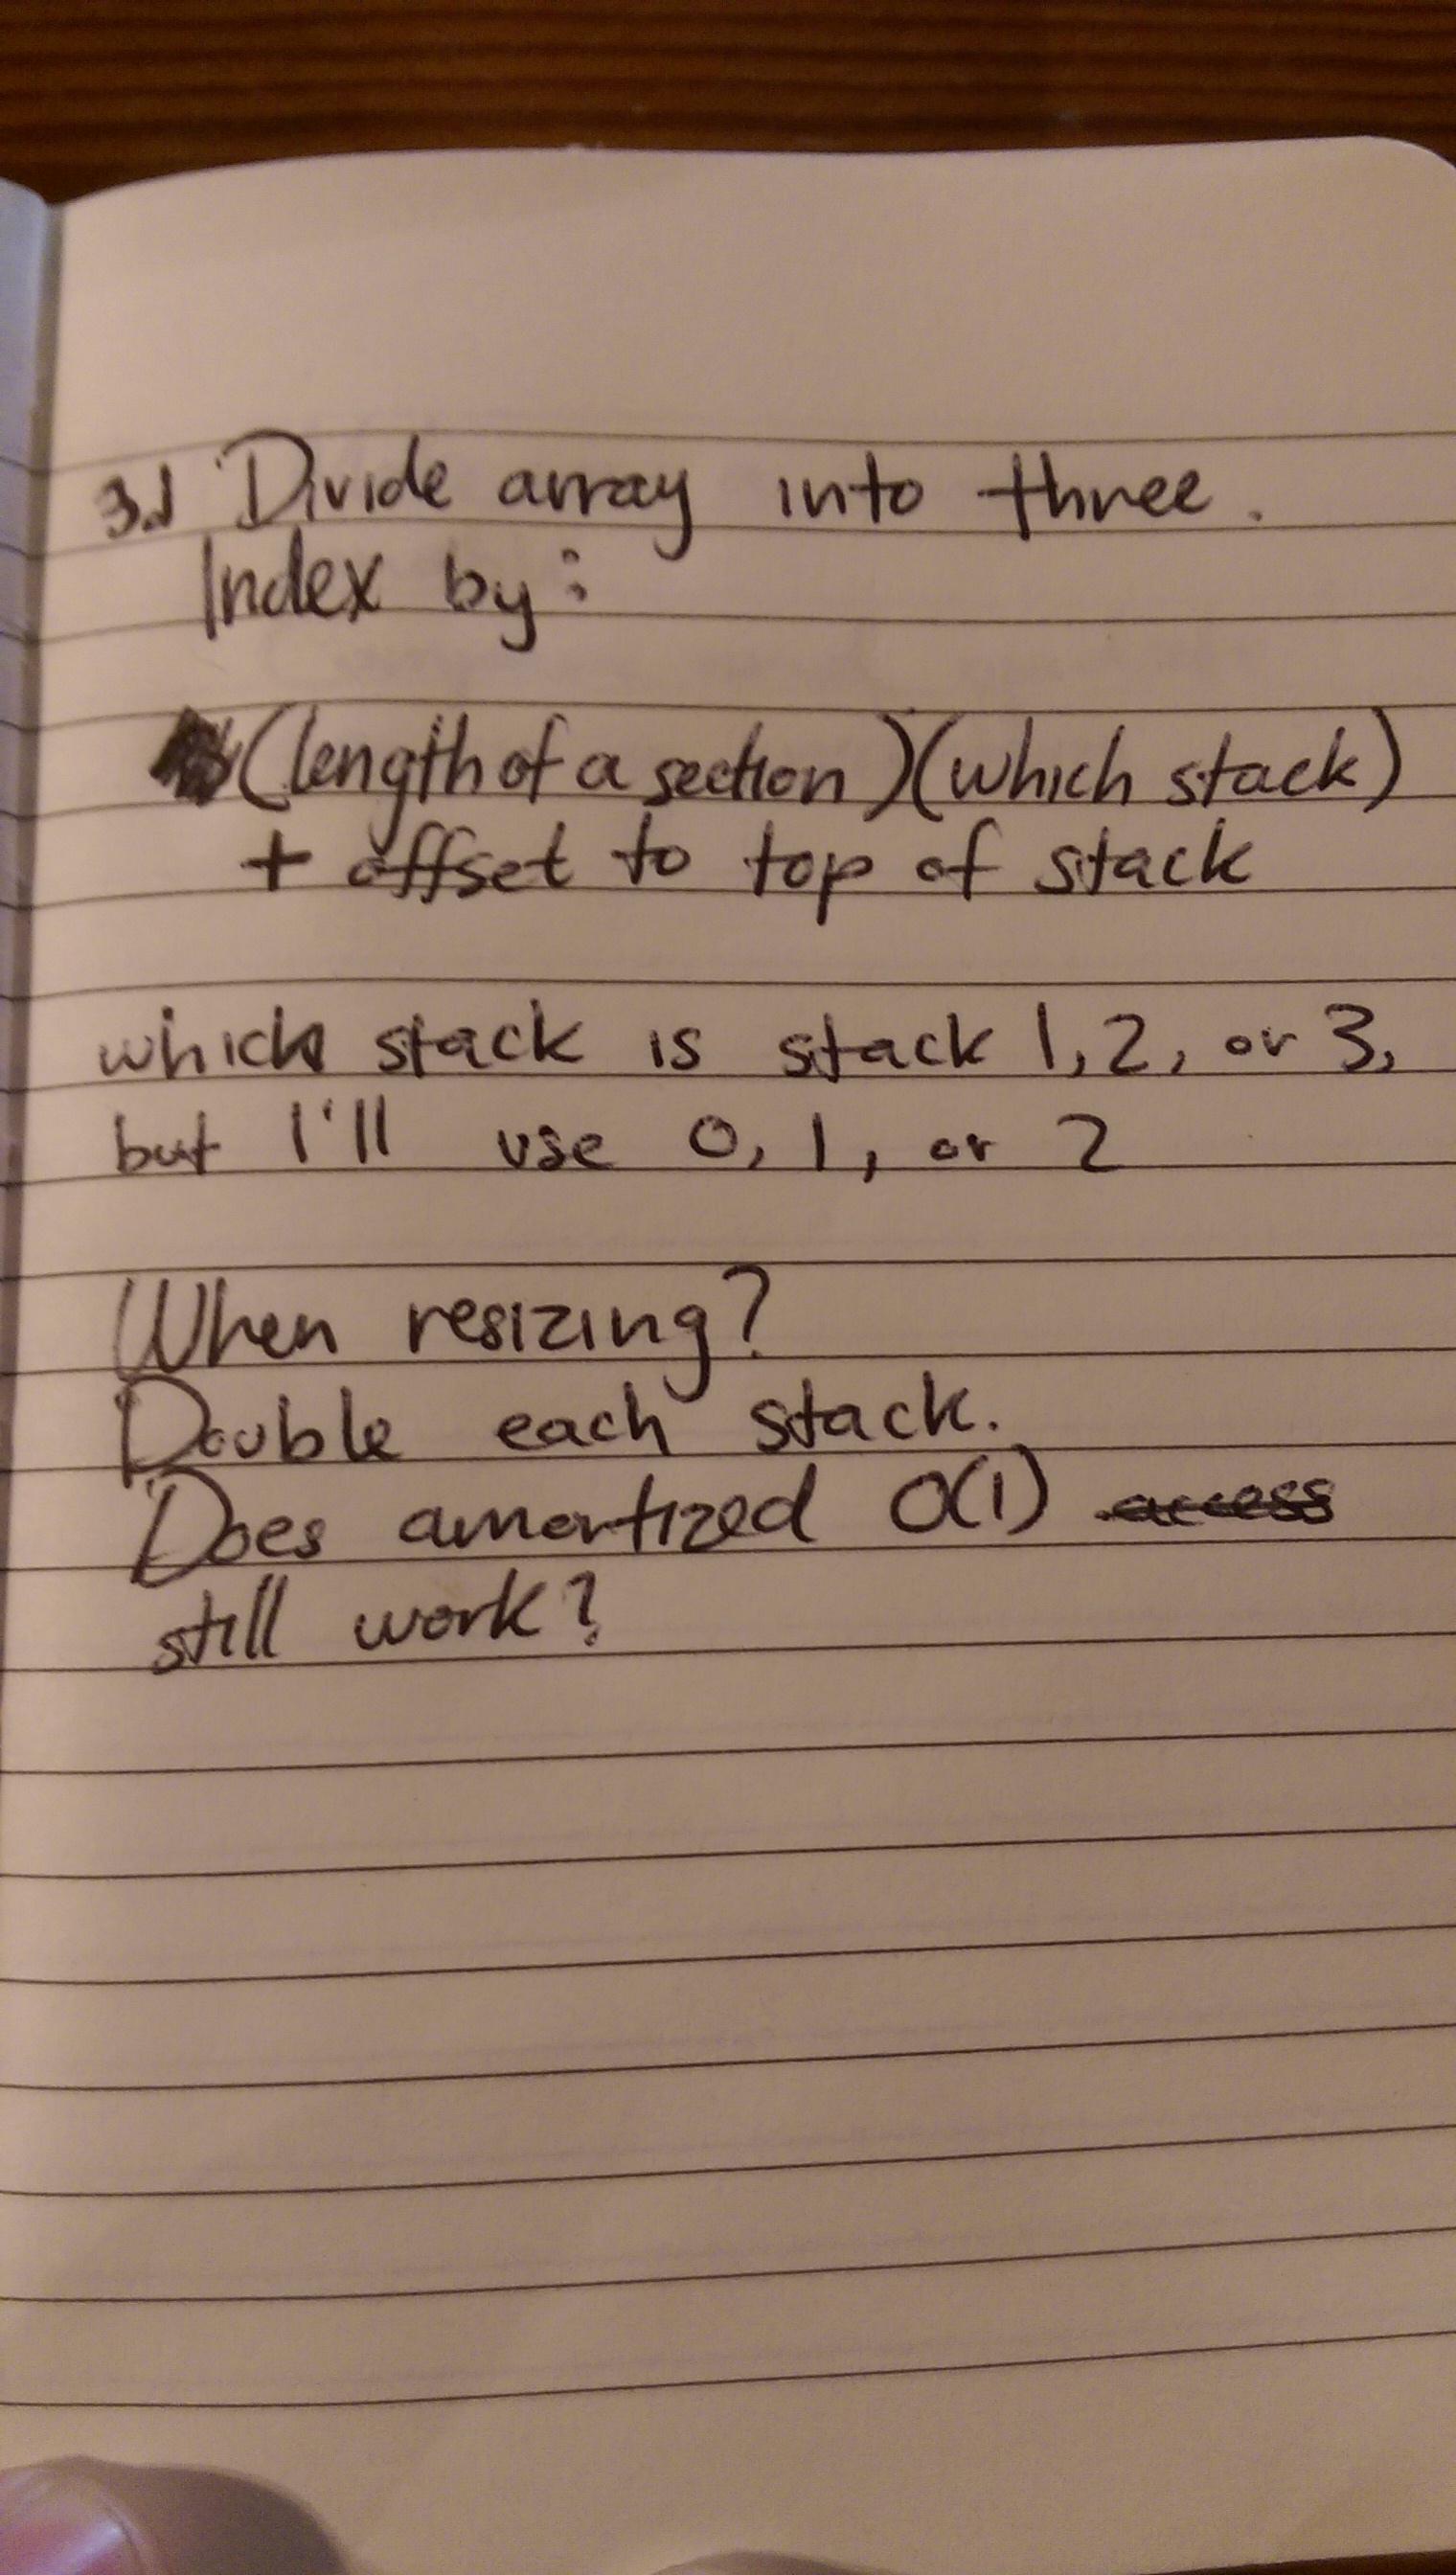 3.1 Divide array into three.
Index by:
(length of a section)(which stack)
+ offset to top of stack
which stack is stack 1, 2, or 3,
but I'll use 0, 1, or 2
When resizing?
Double each stack.
Does amortized O(1) access
still work?